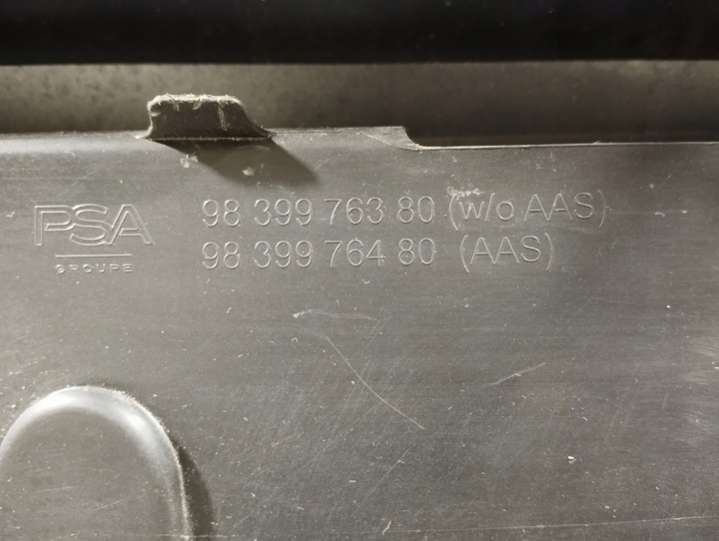 PSA
GROUPE
98 399 763 80 (w/o AAS)
98 399 764 80 (AAS)